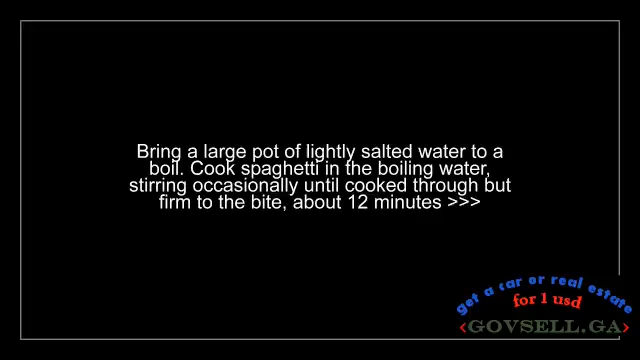 Bring a large pot of lightly salted water to a
boil. Cook spaghetti in the boiling water,
stirring occasionally until cooked through but
firm to the bite, about 12 minutes >>>
get a car or real estate
for 1 usd
<GOVSELL.GA>